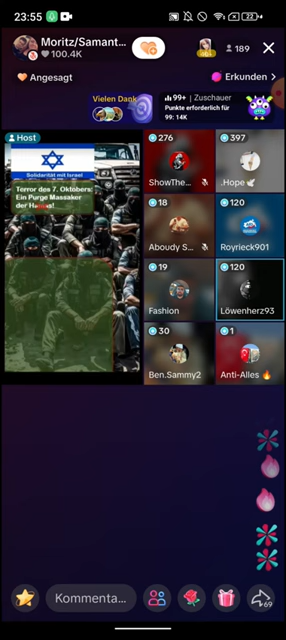 23:55
22
Moritz/Samant...
100.4K
189
Angesagt
Erkunden >
Vielen Dank
99+ | Zuschauer
Punkte erforderlich für
99: 14K
Host
Solidarität mit Israel
Terror des 7. Oktobers:
Ein Purge Massaker
der Hamas!
276
ShowThe...
397
.Hope
18
Aboudy S...
120
Royrieck901
19
Fashion
120
Löwenherz93
30
Ben.Sammy2
1
Anti-Alles
Kommenta...
69